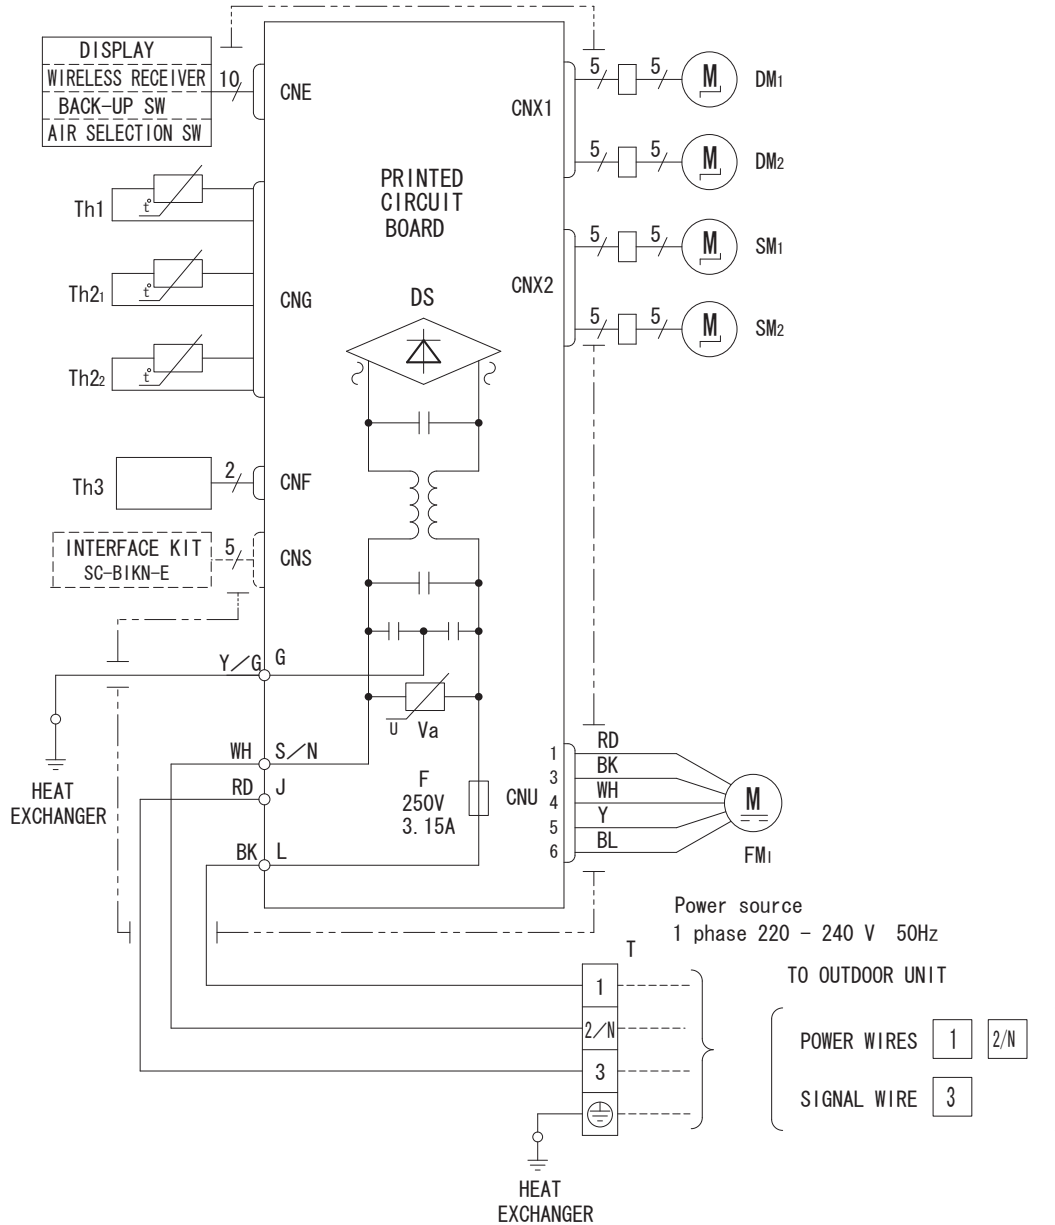 DISPLAY
WIRELESS RECEIVER
BACK-UP SW
AIR SELECTION SW
10
CNE
CNX1
5
5
M
DM1
5
5
M
DM2
PRINTED
CIRCUIT
BOARD
Th1
t°
Th21
t°
Th22
t°
CNG
CNX2
5
5
M
SM1
5
5
M
SM2
DS
Th3
2
CNF
INTERFACE KIT
SC-BIKN-E
5
CNS
Y/G
G
U
Va
WH
S/N
RD
J
F
250V
3.15A
BK
L
HEAT
EXCHANGER
CNU
1
3
4
5
6
RD
BK
WH
Y
BL
M
FM1
Power source
1 phase 220 - 240 V 50Hz
T
1
2/N
3
TO OUTDOOR UNIT
POWER WIRES 1 2/N
SIGNAL WIRE 3
HEAT
EXCHANGER